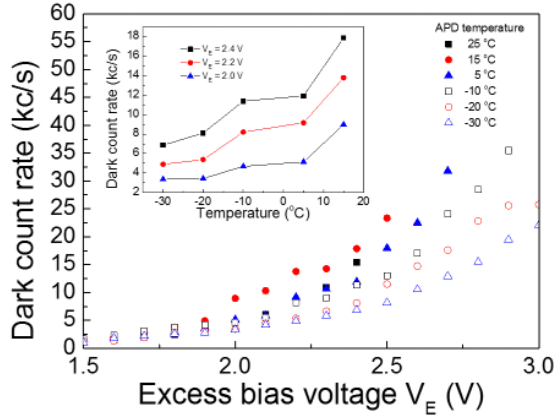 60
55
50
45
40
35
30
25
20
15
10
5
0
Dark count rate (kc/s)
1.5 2.0 2.5 3.0
Excess bias voltage V_E (V)
APD temperature
25 °C
15 °C
5 °C
-10 °C
-20 °C
-30 °C
18
16
14
12
10
8
6
4
2
Dark count rate (kc/s)
V_E = 2.4 V
V_E = 2.2 V
V_E = 2.0 V
-30 -20 -10 0 10 20
Temperature (°C)